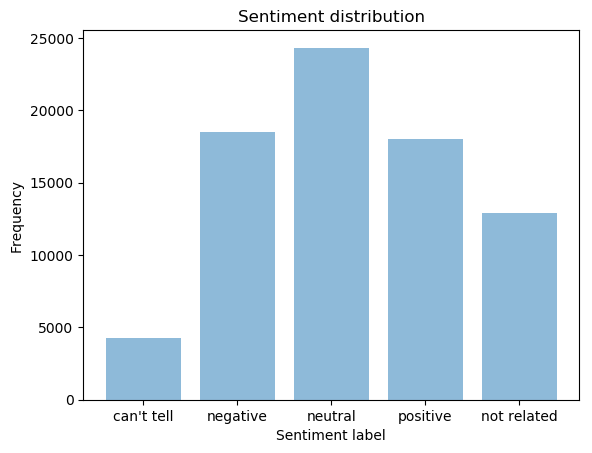 Sentiment distribution
25000
20000
15000
10000
5000
0
Frequency
can't tell negative neutral positive not related
Sentiment label